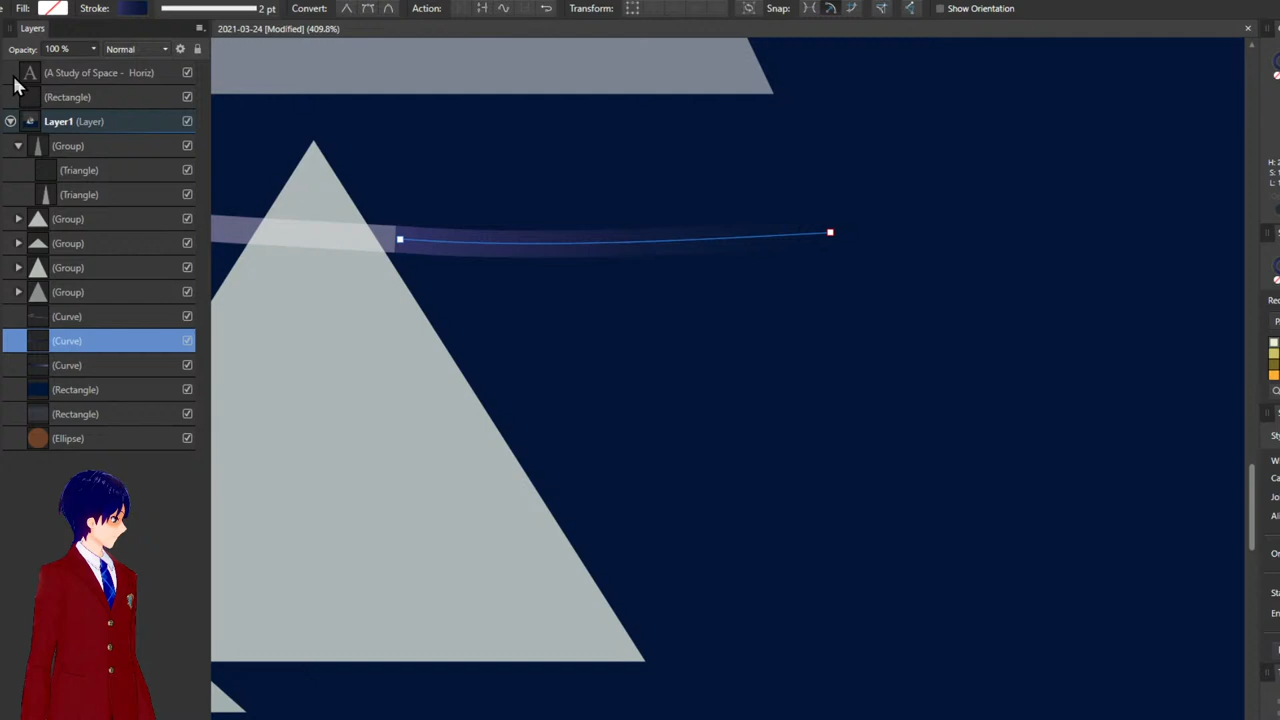 Fill: Stroke: 2 pt Convert: Action: Transform: Snap: Show Orientation
Layers
2021-03-24 [Modified] (409.8%)
Opacity: 100 % Normal
(A Study of Space - Horiz)
(Rectangle)
Layer1 (Layer)
(Group)
(Triangle)
(Triangle)
(Group)
(Group)
(Group)
(Group)
(Curve)
(Curve)
(Curve)
(Rectangle)
(Rectangle)
(Ellipse)